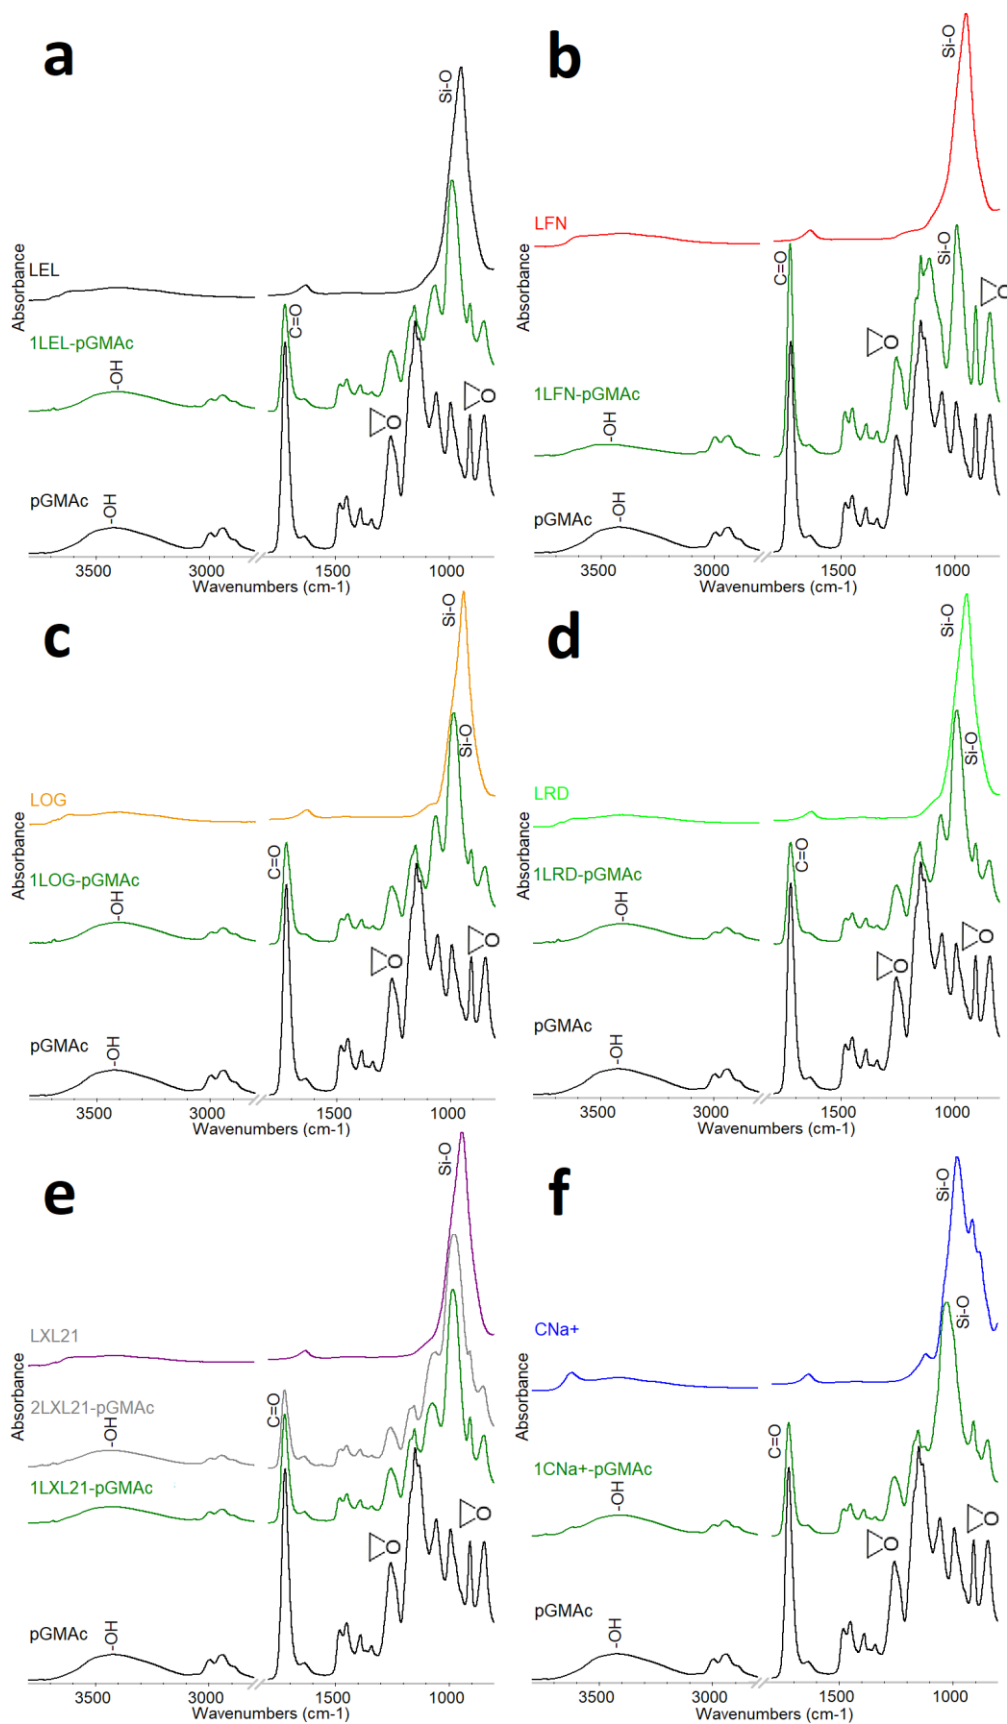 a
Si-O
Absorbance
LEL
C=O
1LEL-pGMAc
-OH
O
O
pGMAc
-OH
3500 3000 1500 1000
Wavenumbers (cm-1)
b
Si-O
Absorbance
LFN
Si-O
C=O
O
O
1LFN-pGMAc
-OH
pGMAc
-OH
3500 3000 1500 1000
Wavenumbers (cm-1)
c
Si-O
Si-O
Absorbance
LOG
C=O
1LOG-pGMAc
-OH
O
O
pGMAc
-OH
3500 3000 1500 1000
Wavenumbers (cm-1)
d
Si-O
Si-O
Absorbance
LRD
C=O
1LRD-pGMAc
-OH
O
O
pGMAc
-OH
3500 3000 1500 1000
Wavenumbers (cm-1)
e
Si-O
Absorbance
LXL21
C=O
2LXL21-pGMAc
-OH
1LXL21-pGMAc
O
O
pGMAc
-OH
3500 3000 1500 1000
Wavenumbers (cm-1)
f
Si-O
Si-O
Absorbance
CNa+
C=O
1CNa+-pGMAc
-OH
O
O
pGMAc
-OH
3500 3000 1500 1000
Wavenumbers (cm-1)